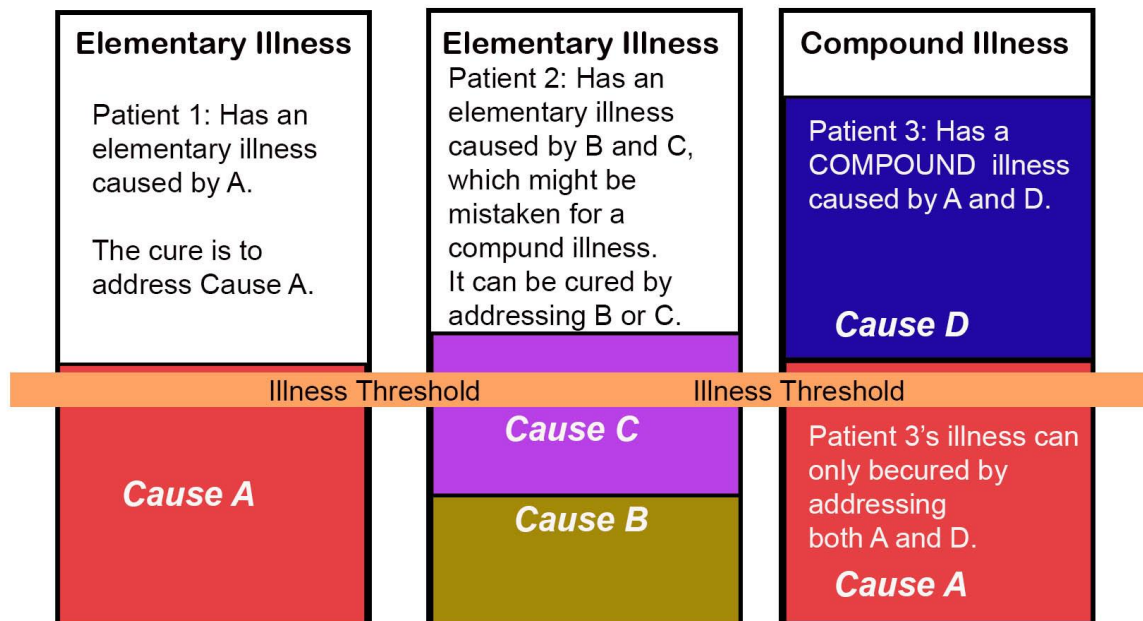 Elementary Illness
Patient 1: Has an
elementary illness
caused by A.
The cure is to
address Cause A.
Cause A
Elementary Illness
Patient 2: Has an
elementary illness
caused by B and C,
which might be
mistaken for a
compund illness.
It can be cured by
addressing B or C.
Cause C
Cause B
Compound Illness
Patient 3: Has a
COMPOUND illness
caused by A and D.
Cause D
Illness Threshold
Illness Threshold
Patient 3's illness can
only becured by
addressing
both A and D.
Cause A